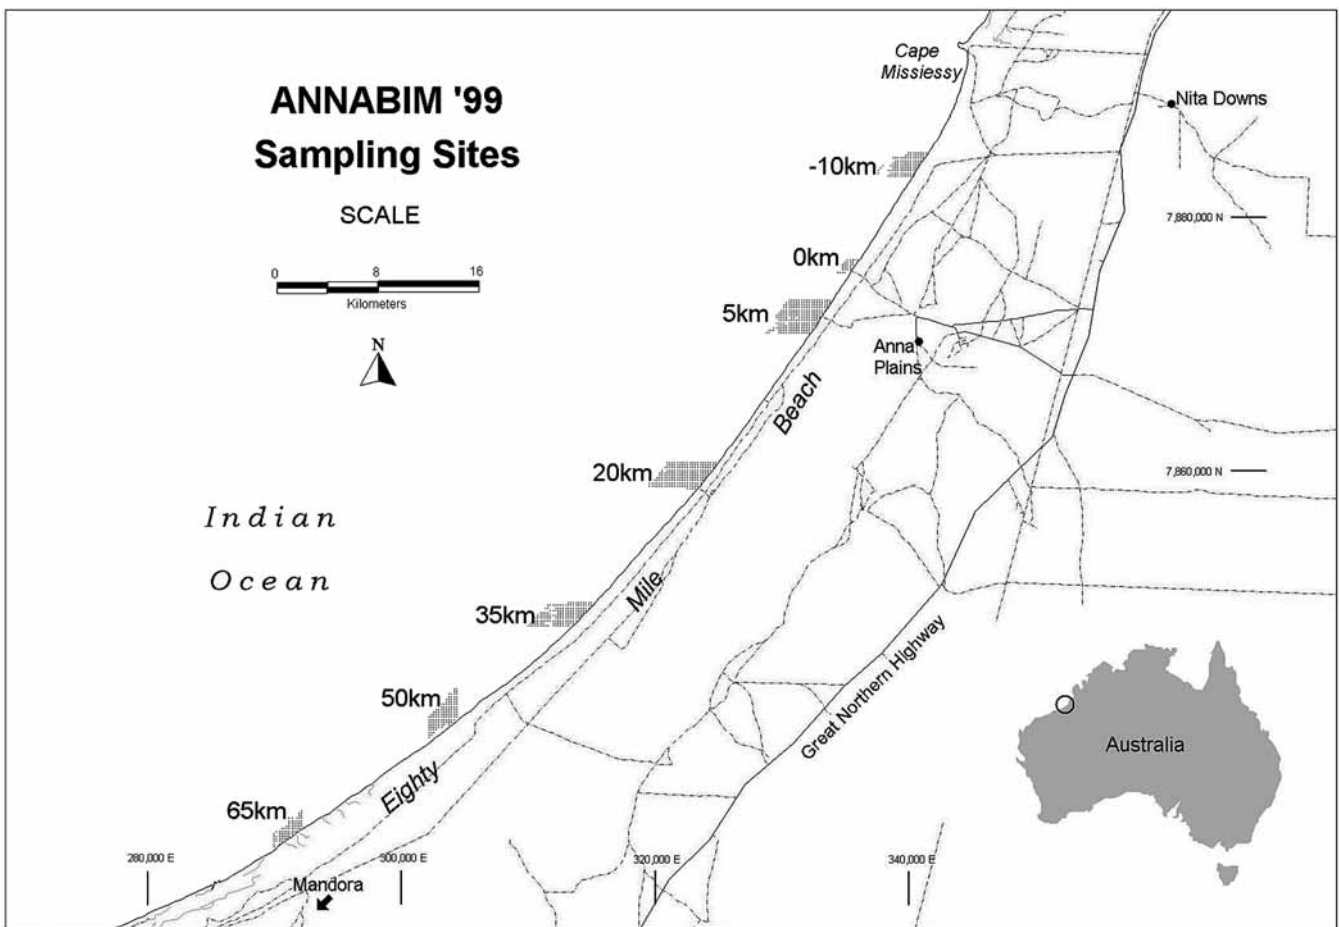 ANNABIM '99
Sampling Sites
SCALE
0 8 16
Kilometers
N
Cape
Missiessy
Nita Downs
-10km
7,880,000 N
0km
5km
Anna
Plains
Beach
20km
7,860,000 N
Indian
Ocean
Mile
35km
Great Northern Highway
50km
Australia
Eighty
65km
280,000 E 300,000 E 320,000 E 340,000 E
Mandora